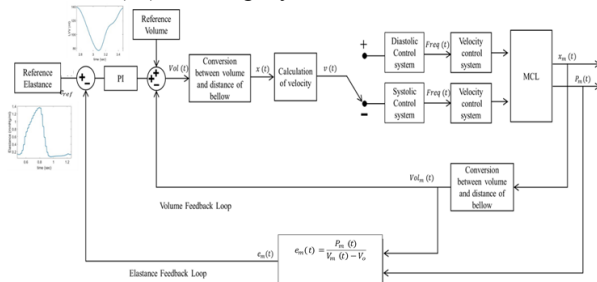 Reference
Volume
Reference
Elastance
e_ref
PI
Vol (t)
Conversion
between volume
and distance of
bellow
x (t)
Calculation
of velocity
v(t)
+
−
Diastolic
Control
system
Freq (t)
Velocity
control
system
Systolic
Control
system
Freq (t)
Velocity
control
system
MCL
x_m (t)
P_m (t)
Conversion
between volume
and distance of
bellow
Vol_m (t)
Volume Feedback Loop
e_m(t)
e_m(t) = P_m (t) / V_m (t) − V_o
Elastance Feedback Loop